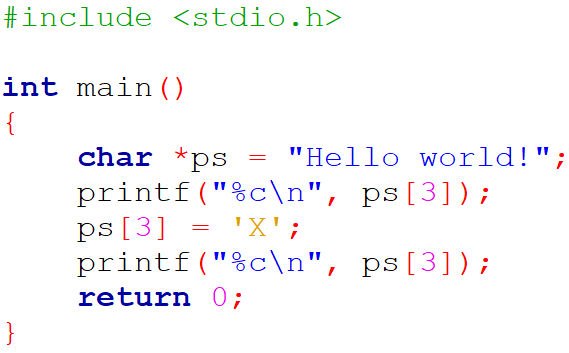 #include <stdio.h>
int main()
{
    char *ps = "Hello world!";
    printf("%c\n", ps[3]);
    ps[3] = 'X';
    printf("%c\n", ps[3]);
    return 0;
}